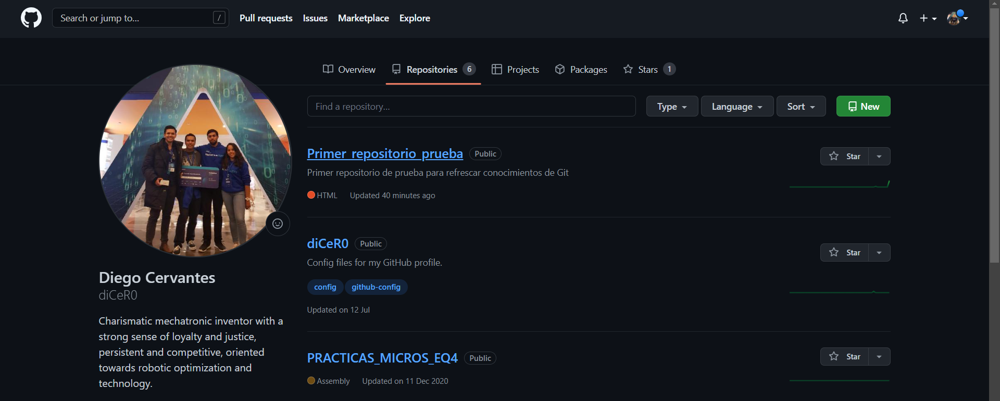 Search or jump to... /
Pull requests
Issues
Marketplace
Explore
Overview
Repositories 6
Projects
Packages
Stars 1
Find a repository...
Type
Language
Sort
New
Primer_repositorio_prueba Public
Star
Primer repositorio de prueba para refrescar conocimientos de Git
HTML Updated 40 minutes ago
diCeR0 Public
Star
Config files for my GitHub profile.
config github-config
Updated on 12 Jul
PRACTICAS_MICROS_EQ4 Public
Star
Assembly Updated on 11 Dec 2020
Diego Cervantes
diCeR0
Charismatic mechatronic inventor with a
strong sense of loyalty and justice,
persistent and competitive, oriented
towards robotic optimization and
technology.